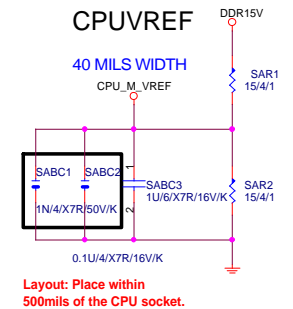 CPUVREF
DDR15V
40 MILS WIDTH
CPU_M_VREF
SAR1
15/4/1
SABC1
SABC2
1
SABC3
1U/6/X7R/16V/K
SAR2
15/4/1
1N/4/X7R/50V/K
2
0.1U/4/X7R/16V/K
Layout: Place within
500mils of the CPU socket.